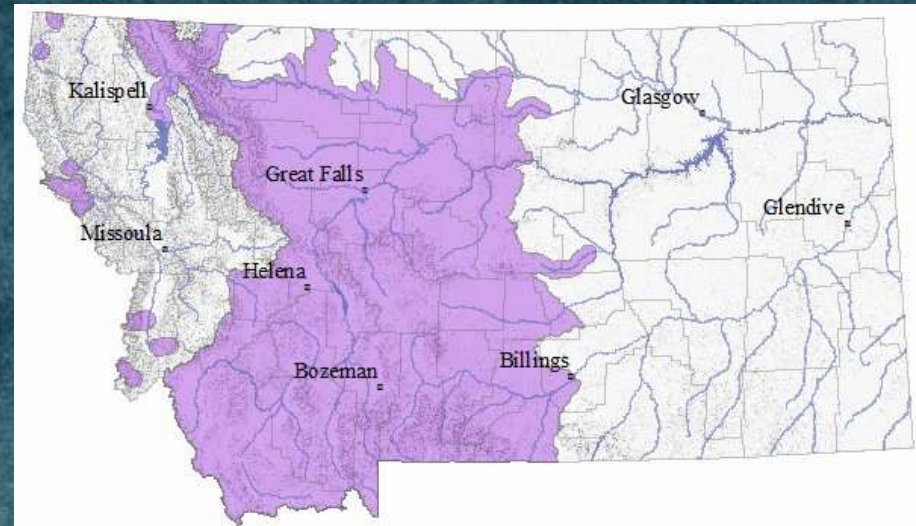 Kalispell
Glasgow
Great Falls
Glendive
Missoula
Helena
Billings
Bozeman